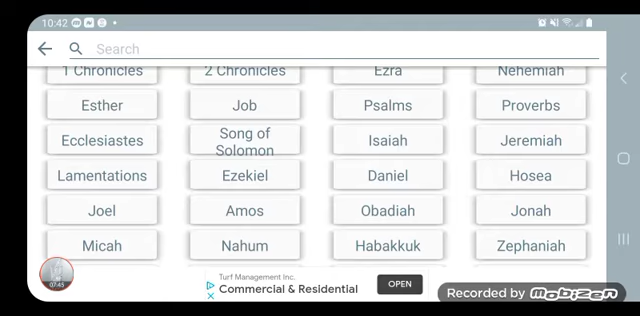 10:42
Search
1 Chronicles 2 Chronicles Ezra Nehemiah
Esther Job Psalms Proverbs
Ecclesiastes Song of Solomon Isaiah Jeremiah
Lamentations Ezekiel Daniel Hosea
Joel Amos Obadiah Jonah
Micah Nahum Habakkuk Zephaniah
07:45
Turf Management Inc.
Commercial & Residential
OPEN
Recorded by MOBIZEN